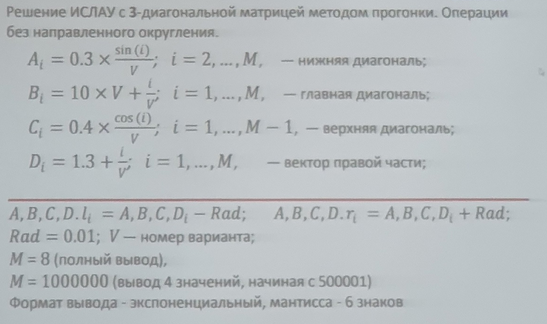 Решение ИСЛАУ с 3-диагональной матрицей методом прогонки. Операции
без направленного округления.
A_i = 0.3 × sin(i)/V; i = 2, ..., M, — нижняя диагональ;
B_i = 10 × V + i/V; i = 1, ..., M, — главная диагональ;
C_i = 0.4 × cos(i)/V; i = 1, ..., M − 1, — верхняя диагональ;
D_i = 1.3 + i/V; i = 1, ..., M, — вектор правой части;
A, B, C, D.l_i = A, B, C, D_i − Rad; A, B, C, D.r_i = A, B, C, D_i + Rad;
Rad = 0.01; V — номер варианта;
M = 8 (полный вывод),
M = 1000000 (вывод 4 значений, начиная с 500001)
Формат вывода - экспоненциальный, мантисса - 6 знаков